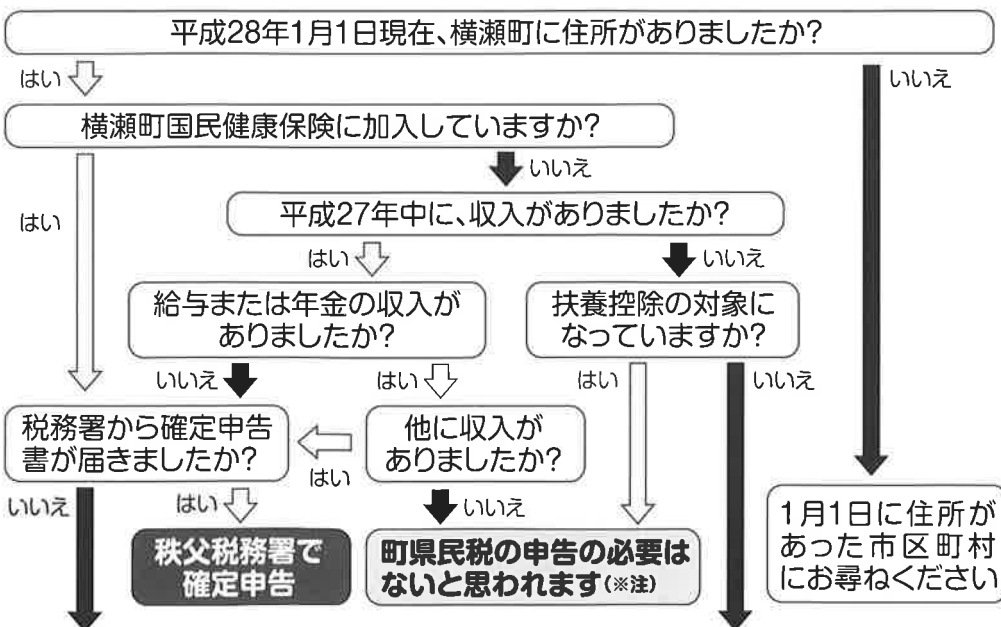 平成28年1月1日現在、横瀬町に住所がありましたか?
はい
いいえ
横瀬町国民健康保険に加入していますか?
いいえ
はい
平成27年中に、収入がありましたか?
はい
いいえ
給与または年金の収入が
ありましたか?
扶養控除の対象に
なっていますか?
いいえ
はい
はい
いいえ
税務署から確定申告
書が届きましたか?
はい
他に収入が
ありましたか?
いいえ
はい
いいえ
秩父税務署で
確定申告
町県民税の申告の必要は
ないと思われます(※注)
1月1日に住所が
あった市区町村
にお尋ねください